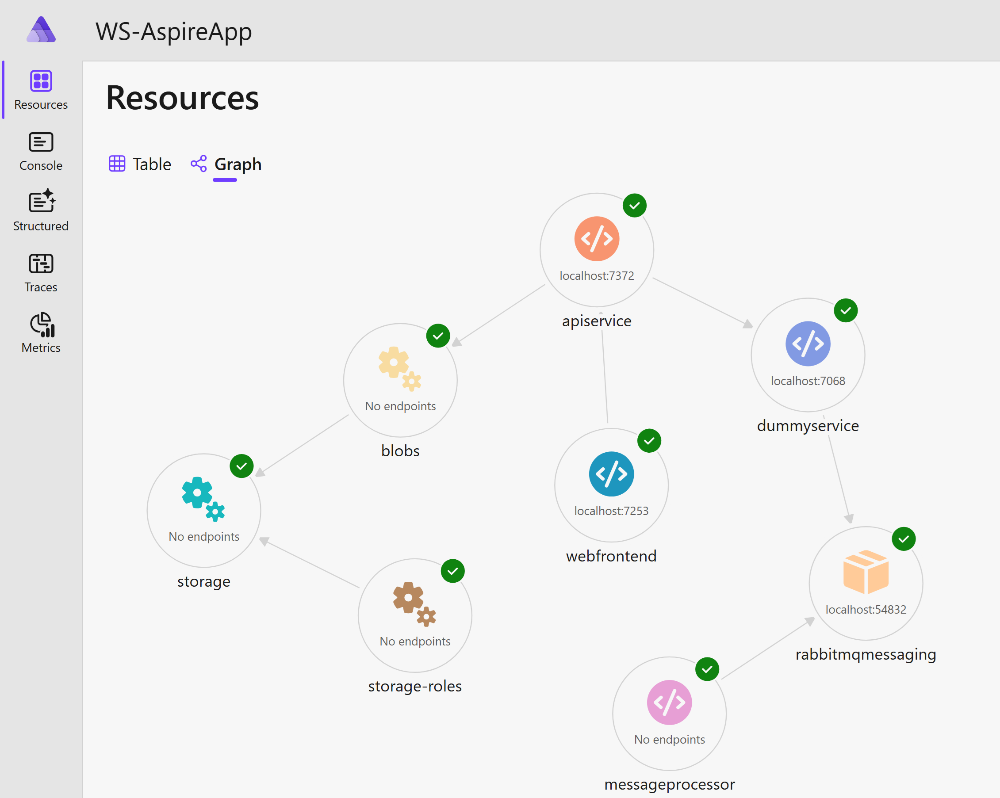 WS-AspireApp
Resources
Console
Structured
Traces
Metrics
Resources
Table
Graph
localhost:7372
apiservice
localhost:7068
dummyservice
No endpoints
blobs
localhost:7253
webfrontend
No endpoints
storage
No endpoints
storage-roles
localhost:54832
rabbitmqmessaging
No endpoints
messageprocessor